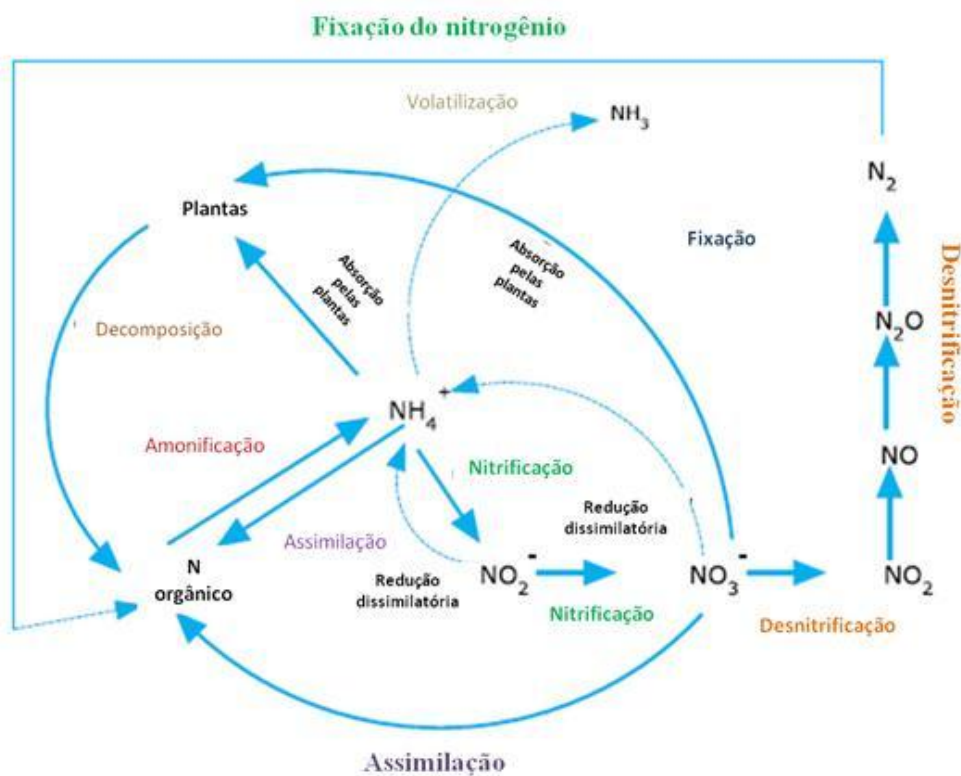 Fixação do nitrogênio
Volatilização
NH3
N2
Plantas
Absorção
pelas
plantas
Absorção
pelas
plantas
Fixação
Desnitrificação
N2O
Decomposição
NH4+
Amonificação
Nitrificação
NO
Redução
dissimilatória
Assimilação
N
orgânico
Redução
dissimilatória
NO2-
NO3-
NO2
Nitrificação
Desnitrificação
Assimilação